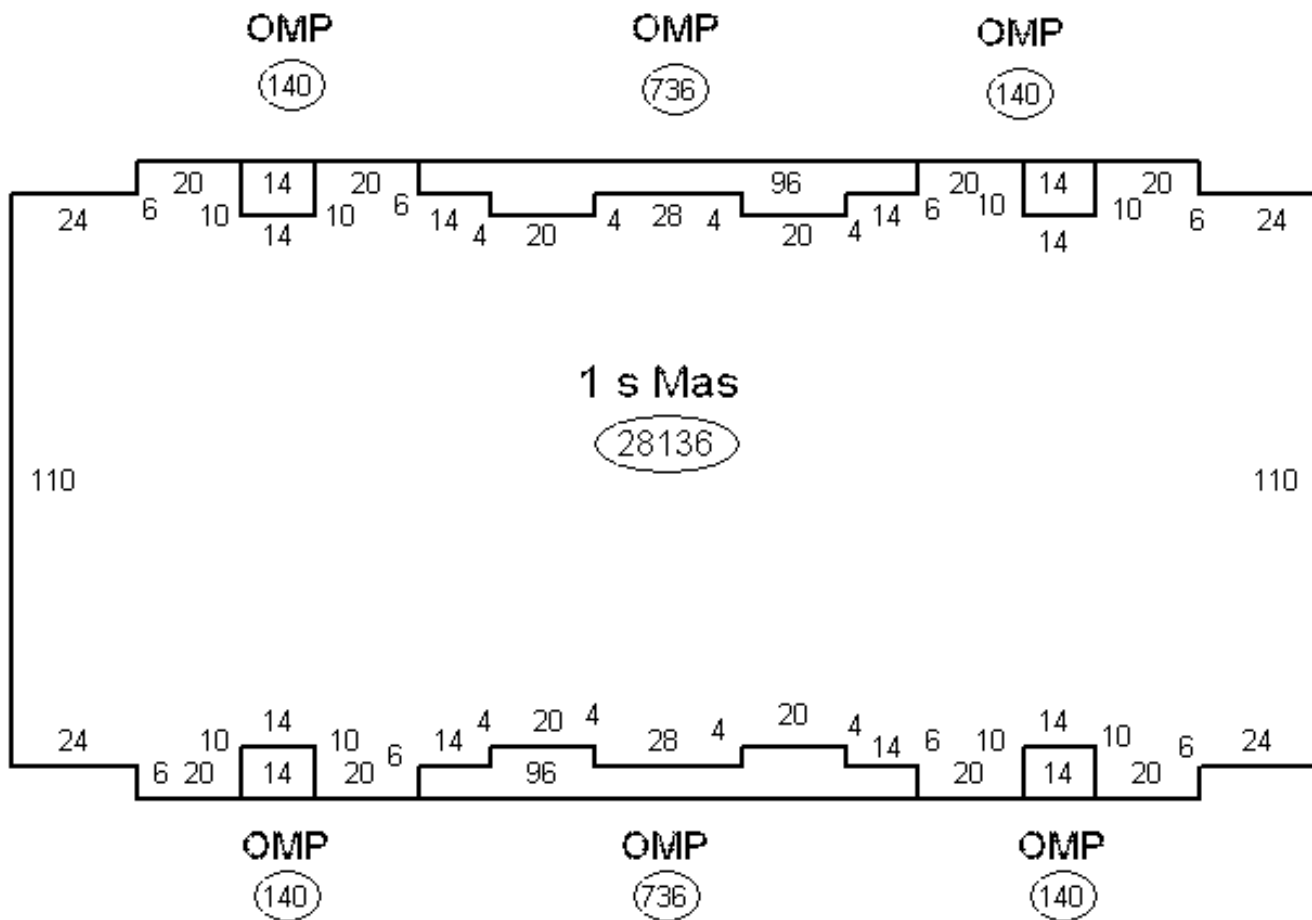 OMP OMP OMP
140 736 140
20 14 20 96 20 14 20
24 6 10 14 10 6 14 4 20 4 28 4 20 4 14 6 10 14 10 6 24
1 s Mas
28136
110 110
24 10 14 10 6 14 4 20 4 28 4 20 4 14 6 10 14 10 6 24
6 20 14 20 96 20 14 20
OMP OMP OMP
140 736 140